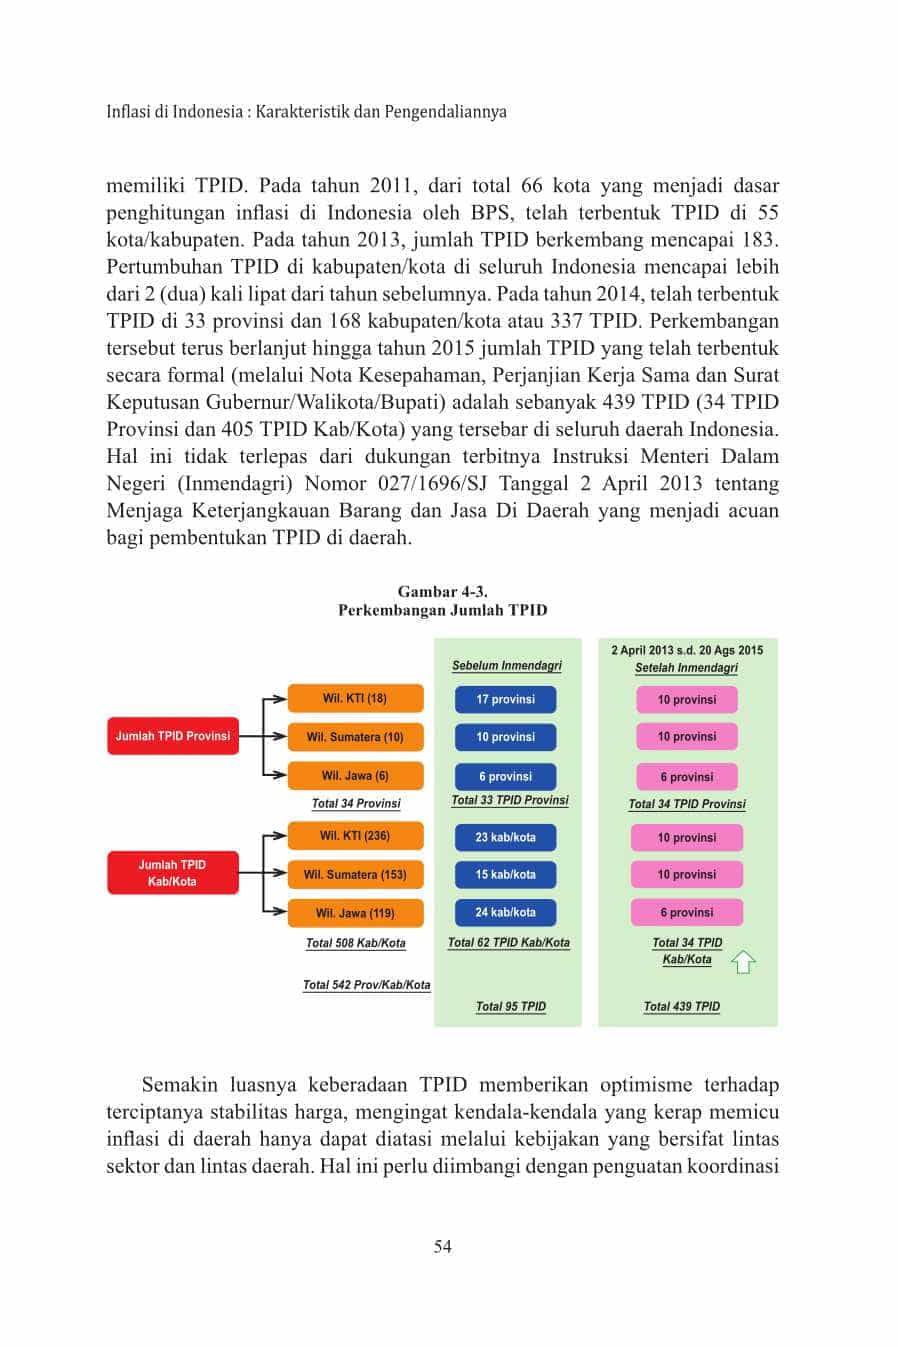 Inflasi di Indonesia : Karakteristik dan Pengendaliannya
memiliki TPID. Pada tahun 2011, dari total 66 kota yang menjadi dasar
penghitungan inflasi di Indonesia oleh BPS, telah terbentuk TPID di 55
kota/kabupaten. Pada tahun 2013, jumlah TPID berkembang mencapai 183.
Pertumbuhan TPID di kabupaten/kota di seluruh Indonesia mencapai lebih
dari 2 (dua) kali lipat dari tahun sebelumnya. Pada tahun 2014, telah terbentuk
TPID di 33 provinsi dan 168 kabupaten/kota atau 337 TPID. Perkembangan
tersebut terus berlanjut hingga tahun 2015 jumlah TPID yang telah terbentuk
secara formal (melalui Nota Kesepahaman, Perjanjian Kerja Sama dan Surat
Keputusan Gubernur/Walikota/Bupati) adalah sebanyak 439 TPID (34 TPID
Provinsi dan 405 TPID Kab/Kota) yang tersebar di seluruh daerah Indonesia.
Hal ini tidak terlepas dari dukungan terbitnya Instruksi Menteri Dalam
Negeri (Inmendagri) Nomor 027/1696/SJ Tanggal 2 April 2013 tentang
Menjaga Keterjangkauan Barang dan Jasa Di Daerah yang menjadi acuan
bagi pembentukan TPID di daerah.
Gambar 4-3.
Perkembangan Jumlah TPID
2 April 2013 s.d. 20 Ags 2015
Sebelum Inmendagri
Setelah Inmendagri
Jumlah TPID Provinsi
Wil. KTI (18)
17 provinsi
10 provinsi
Wil. Sumatera (10)
10 provinsi
10 provinsi
Wil. Jawa (6)
6 provinsi
6 provinsi
Total 34 Provinsi
Total 33 TPID Provinsi
Total 34 TPID Provinsi
Jumlah TPID
Kab/Kota
Wil. KTI (236)
23 kab/kota
10 provinsi
Wil. Sumatera (153)
15 kab/kota
10 provinsi
Wil. Jawa (119)
24 kab/kota
6 provinsi
Total 508 Kab/Kota
Total 62 TPID Kab/Kota
Total 34 TPID
Kab/Kota
Total 542 Prov/Kab/Kota
Total 95 TPID
Total 439 TPID
Semakin luasnya keberadaan TPID memberikan optimisme terhadap
terciptanya stabilitas harga, mengingat kendala-kendala yang kerap memicu
inflasi di daerah hanya dapat diatasi melalui kebijakan yang bersifat lintas
sektor dan lintas daerah. Hal ini perlu diimbangi dengan penguatan koordinasi
54